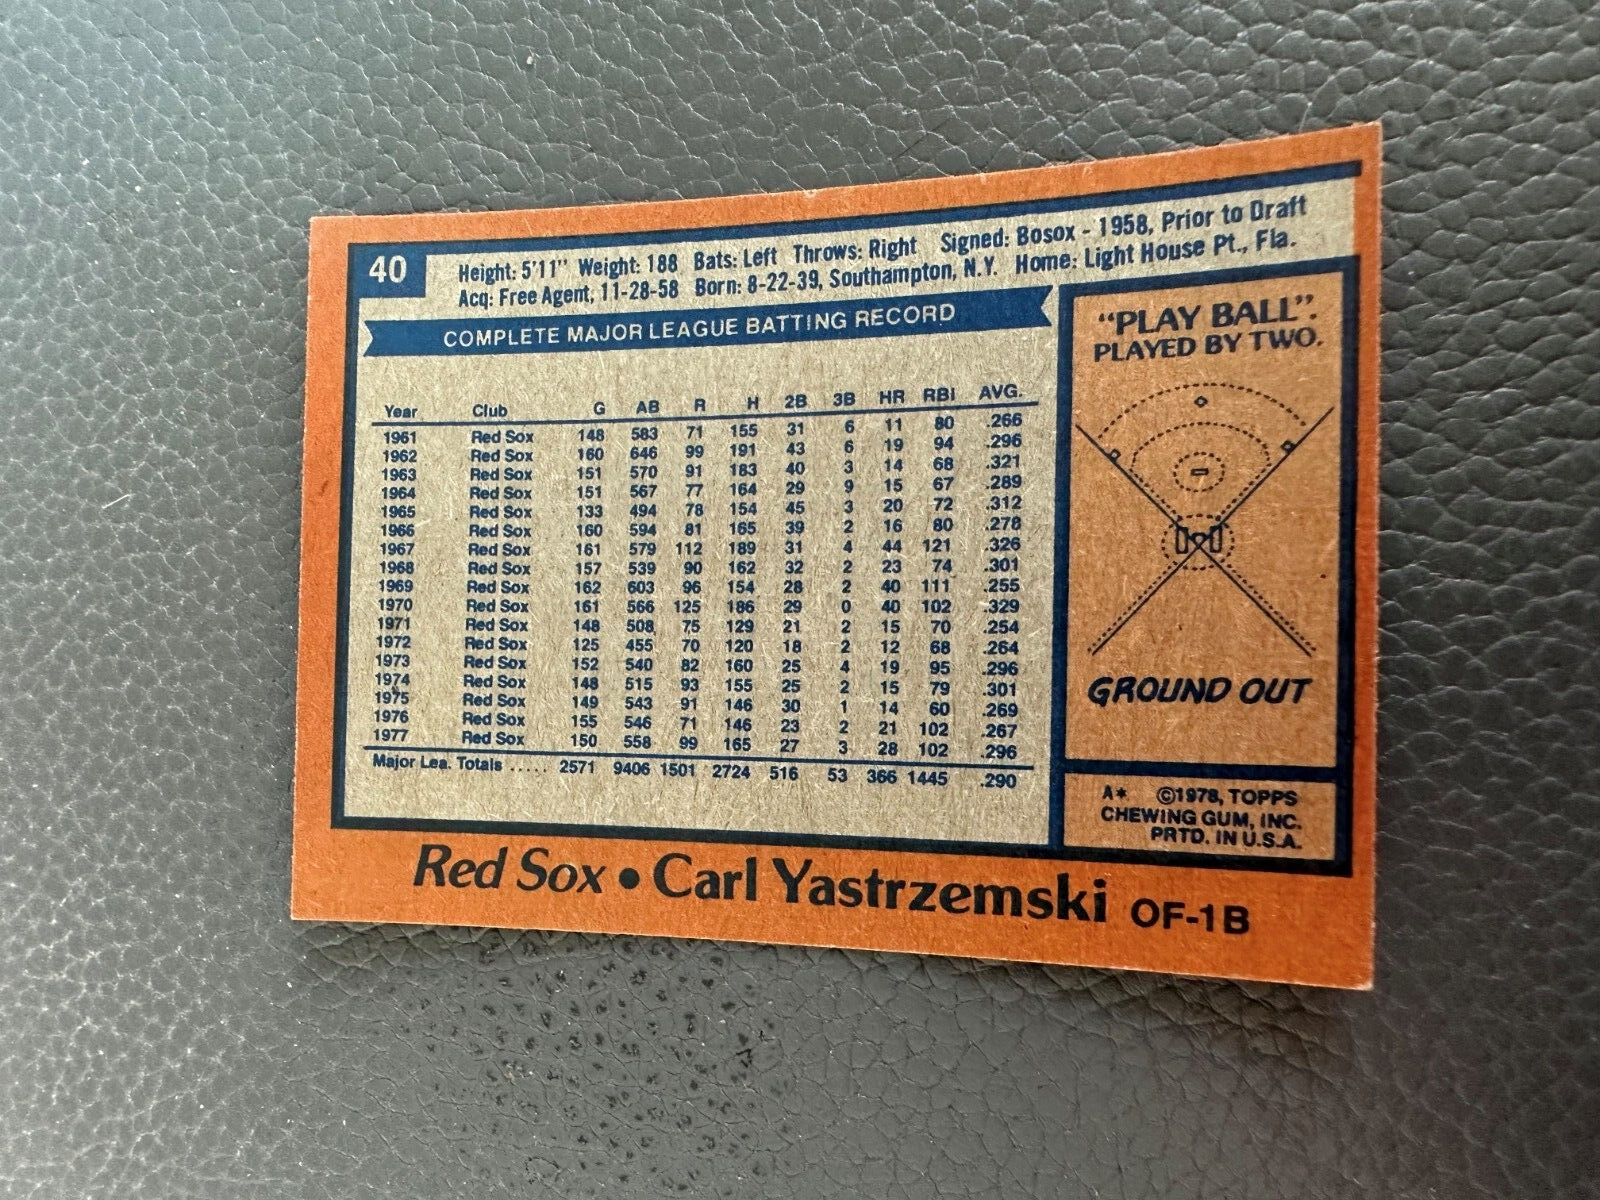 40
Height: 5'11" Weight: 188 Bats: Left Throws: Right Signed: Bosox - 1958, Prior to Draft
Acq: Free Agent, 11-28-58 Born: 8-22-39, Southampton, N.Y. Home: Light House Pt., Fla.
COMPLETE MAJOR LEAGUE BATTING RECORD
Year Club G AB R H 2B 3B HR RBI AVG.
1961 Red Sox 148 583 71 155 31 6 11 80 .266
1962 Red Sox 160 646 99 191 43 6 19 94 .296
1963 Red Sox 151 570 91 183 40 3 14 68 .321
1964 Red Sox 151 567 77 164 29 9 15 67 .289
1965 Red Sox 133 494 78 154 45 3 20 72 .312
1966 Red Sox 160 594 81 165 39 2 16 80 .278
1967 Red Sox 161 579 112 189 31 4 44 121 .326
1968 Red Sox 157 539 90 162 32 2 23 74 .301
1969 Red Sox 162 603 96 154 28 2 40 111 .255
1970 Red Sox 161 566 125 186 29 0 40 102 .329
1971 Red Sox 148 508 75 129 21 2 15 70 .254
1972 Red Sox 125 455 70 120 18 2 12 68 .264
1973 Red Sox 152 540 82 160 25 4 19 95 .296
1974 Red Sox 148 515 93 155 25 2 15 79 .301
1975 Red Sox 149 543 91 146 30 1 14 60 .269
1976 Red Sox 155 546 71 146 23 2 21 102 .267
1977 Red Sox 150 558 99 165 27 3 28 102 .296
Major Lea. Totals ..... 2571 9406 1501 2724 516 53 366 1445 .290
"PLAY BALL".
PLAYED BY TWO.
GROUND OUT
A* ©1978, TOPPS
CHEWING GUM, INC.
PRTD. IN U.S.A.
Red Sox • Carl Yastrzemski OF-1B